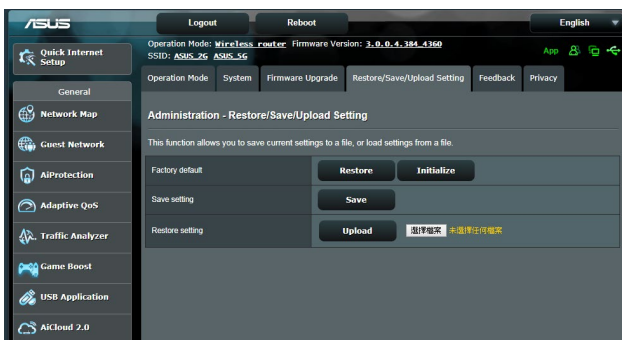 ASUS
Logout Reboot English
Quick Internet Setup
Operation Mode: Wireless router Firmware Version: 3.0.0.4.384_4360
SSID: ASUS_2G ASUS_5G
App
Operation Mode System Firmware Upgrade Restore/Save/Upload Setting Feedback Privacy
General
Network Map
Guest Network
AiProtection
Adaptive QoS
Traffic Analyzer
Game Boost
USB Application
AiCloud 2.0
Administration - Restore/Save/Upload Setting
This function allows you to save current settings to a file, or load settings from a file.
Factory default Restore Initialize
Save setting Save
Restore setting Upload 選擇檔案 未選擇任何檔案